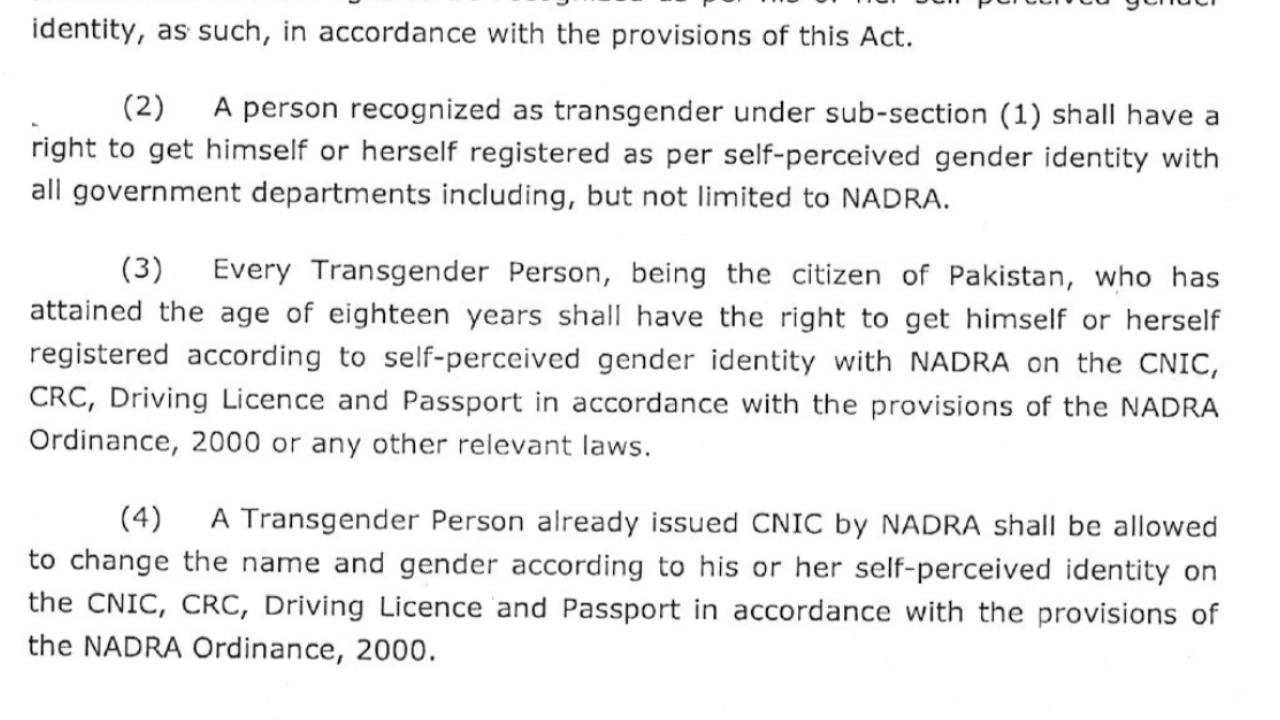 identity, as such, in accordance with the provisions of this Act.
(2) A person recognized as transgender under sub-section (1) shall have a
right to get himself or herself registered as per self-perceived gender identity with
all government departments including, but not limited to NADRA.
(3) Every Transgender Person, being the citizen of Pakistan, who has
attained the age of eighteen years shall have the right to get himself or herself
registered according to self-perceived gender identity with NADRA on the CNIC,
CRC, Driving Licence and Passport in accordance with the provisions of the NADRA
Ordinance, 2000 or any other relevant laws.
(4) A Transgender Person already issued CNIC by NADRA shall be allowed
to change the name and gender according to his or her self-perceived identity on
the CNIC, CRC, Driving Licence and Passport in accordance with the provisions of
the NADRA Ordinance, 2000.